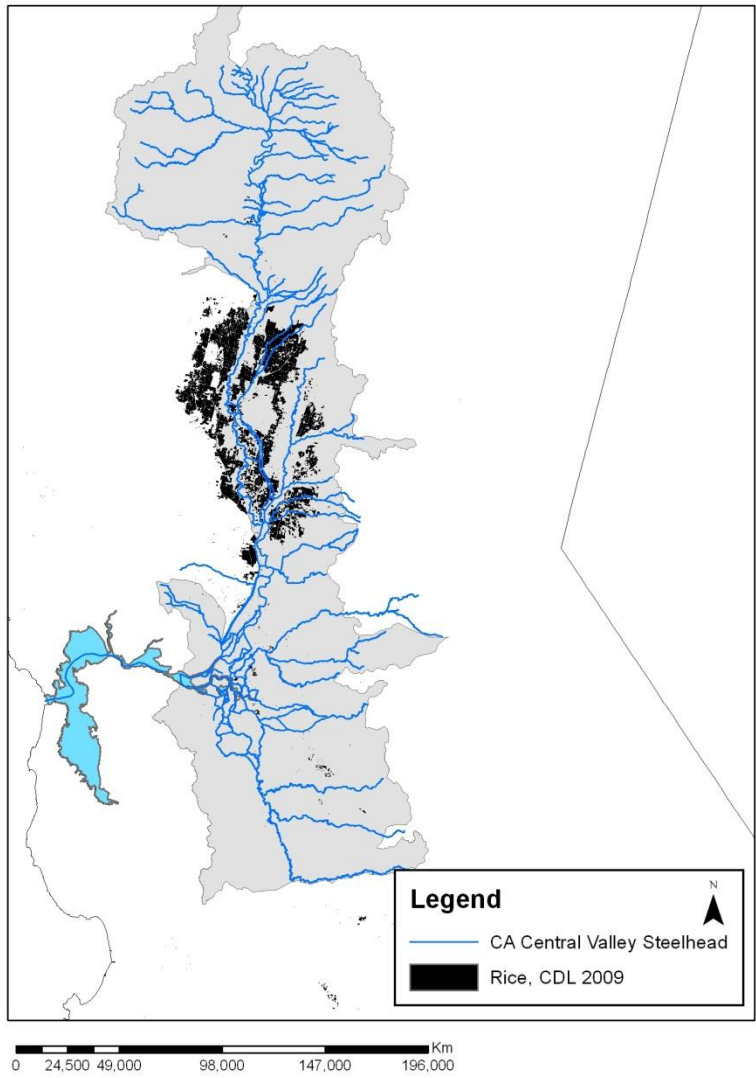 Legend
N
CA Central Valley Steelhead
Rice, CDL 2009
Km
0 24,500 49,000 98,000 147,000 196,000